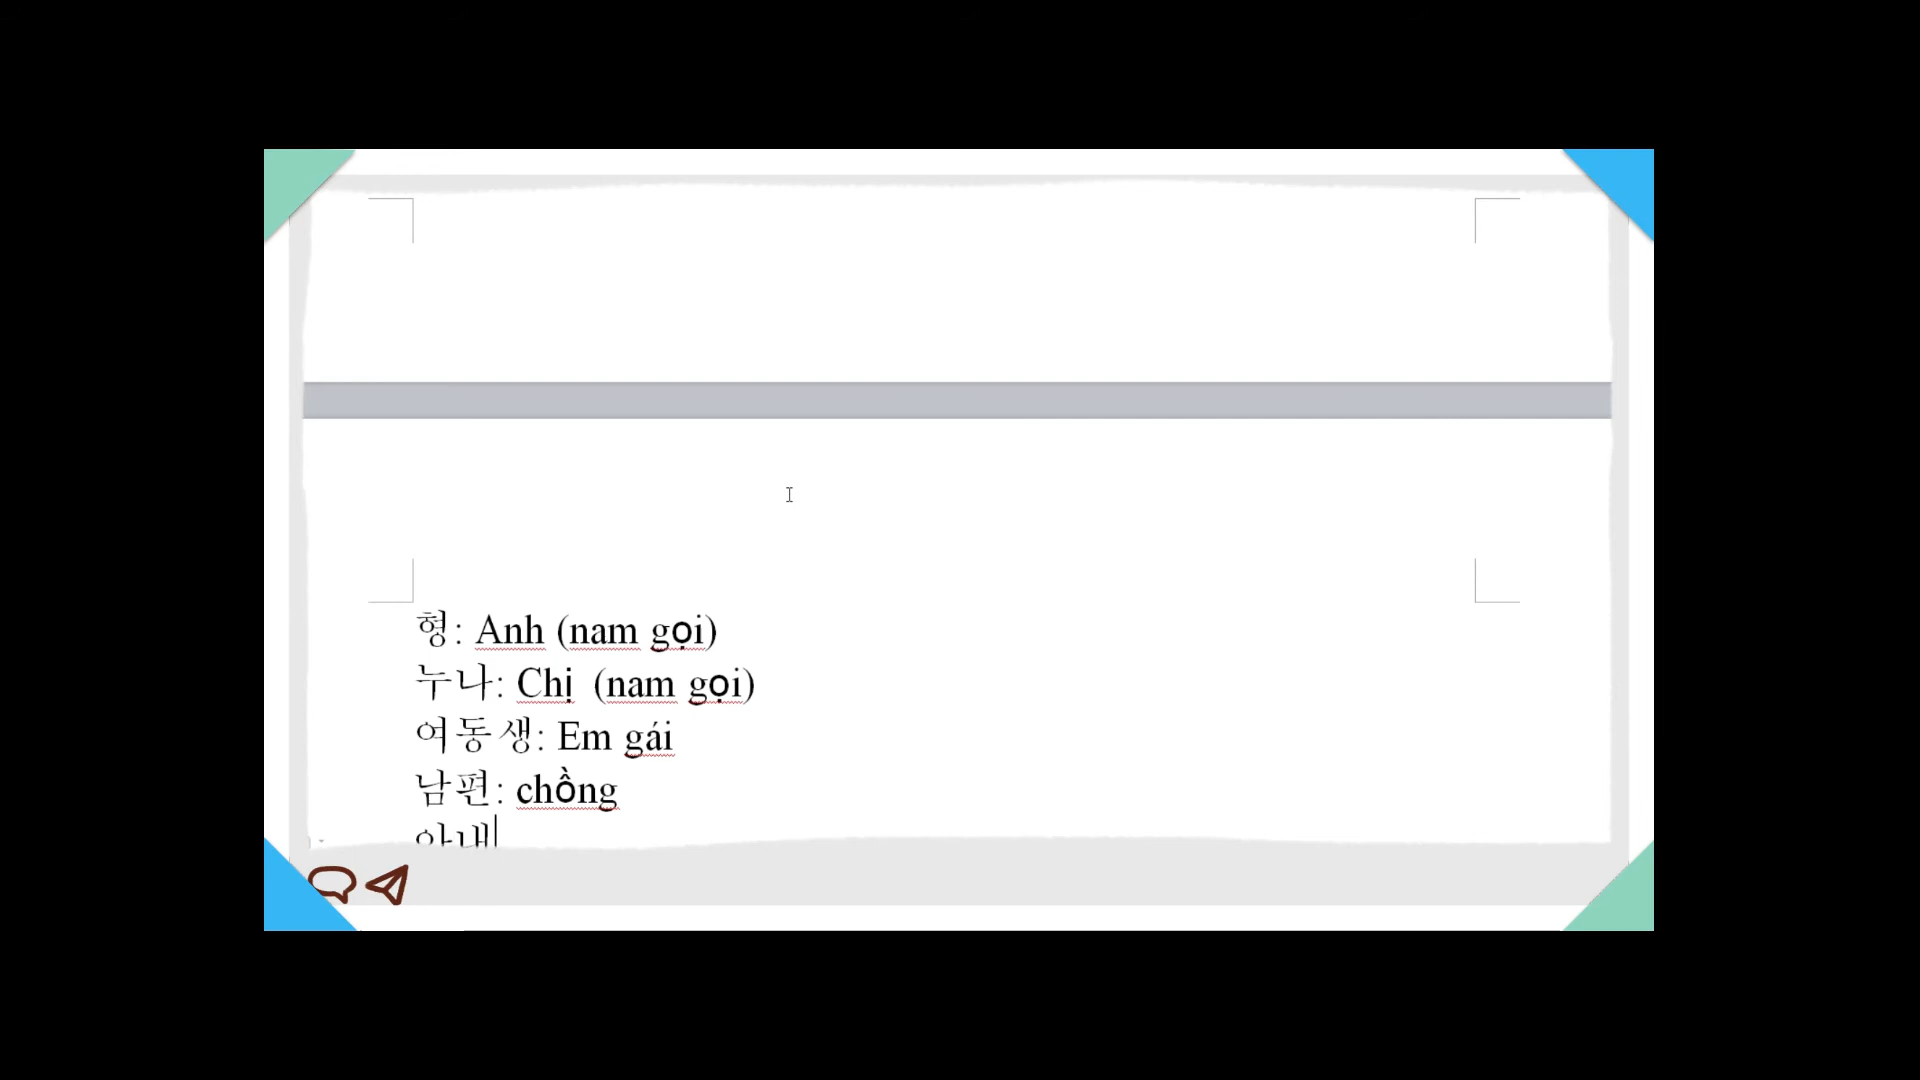 형: Anh (nam gọi)
누나: Chị (nam gọi)
여동생: Em gái
남편: chồng
아내